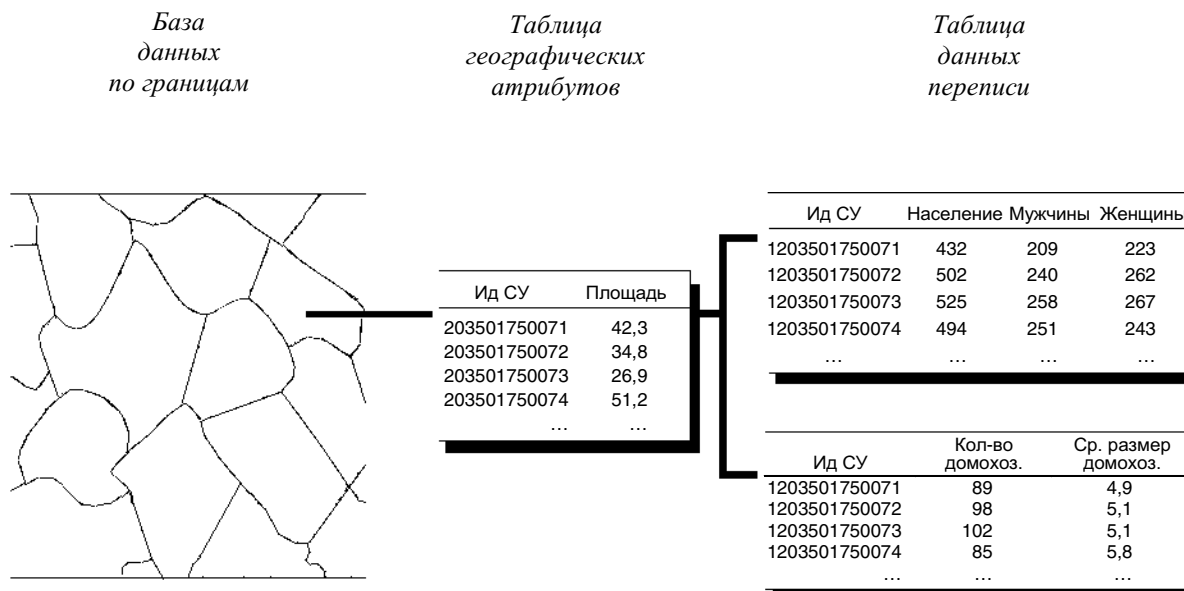 База
данных
по границам
Таблица
географических
атрибутов
Таблица
данных
переписи
Ид СУ Площадь
203501750071 42,3
203501750072 34,8
203501750073 26,9
203501750074 51,2
… …
Ид СУ Население Мужчины Женщины
1203501750071 432 209 223
1203501750072 502 240 262
1203501750073 525 258 267
1203501750074 494 251 243
… … … …
Ид СУ Кол-во домохоз. Ср. размер домохоз.
1203501750071 89 4,9
1203501750072 98 5,1
1203501750073 102 5,1
1203501750074 85 5,8
… … …